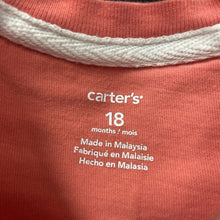 carter's
18
months / mois
Made in Malaysia
Fabriqué en Malaisie
Hecho en Malasia